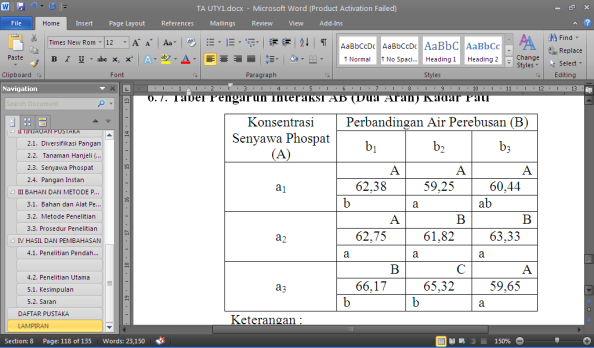 TA UTY1.docx - Microsoft Word (Product Activation Failed)
File Home Insert Page Layout References Mailings Review View Add-Ins
Times New Rom 12
Paste
B I U abc
AaBbCcDc AaBbCcDc AaBbC AaBbCc
¶ Normal ¶ No Spaci... Heading 1 Heading 2
Change Styles
Find
Replace
Select
Clipboard Font Paragraph Styles Editing
Navigation
Search Document
II TINJAUAN PUSTAKA
2.1. Diversifikasi Pangan
2.2. Tanaman Hanjeli (...
2.3. Senyawa Phospat
2.4. Pangan Instan
III BAHAN DAN METODE P...
3.1. Bahan dan Alat Pe...
3.2. Metode Penelitian
3.3. Prosedur Penelitian
IV HASIL DAN PEMBAHASAN
4.1. Penelitian Pendah...
4.2. Penelitian Utama
5.1. Kesimpulan
5.2. Saran
DAFTAR PUSTAKA
LAMPIRAN
6.7. Tabel Pengaruh Interaksi AB (Dua Arah) Kadar Pati
Konsentrasi Senyawa Phospat (A)
Perbandingan Air Perebusan (B)
b1 b2 b3
A A A
a1 62,38 59,25 60,44
b a ab
A B B
a2 62,75 61,82 63,33
a a a
B C A
a3 66,17 65,32 59,65
b b a
Keterangan :
Section: 8 Page: 118 of 135 Words: 23,150 150%